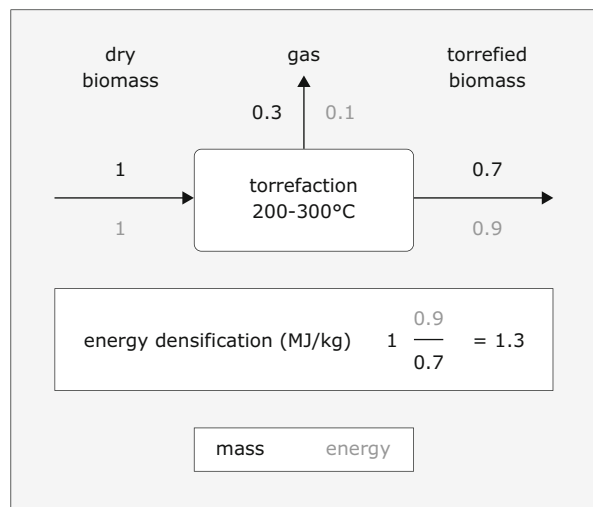 dry gas torrefied
biomass biomass
0.3 0.1
1 torrefaction 0.7
200-300°C
1 0.9
energy densification (MJ/kg) 1 0.9 = 1.3
0.7
mass energy